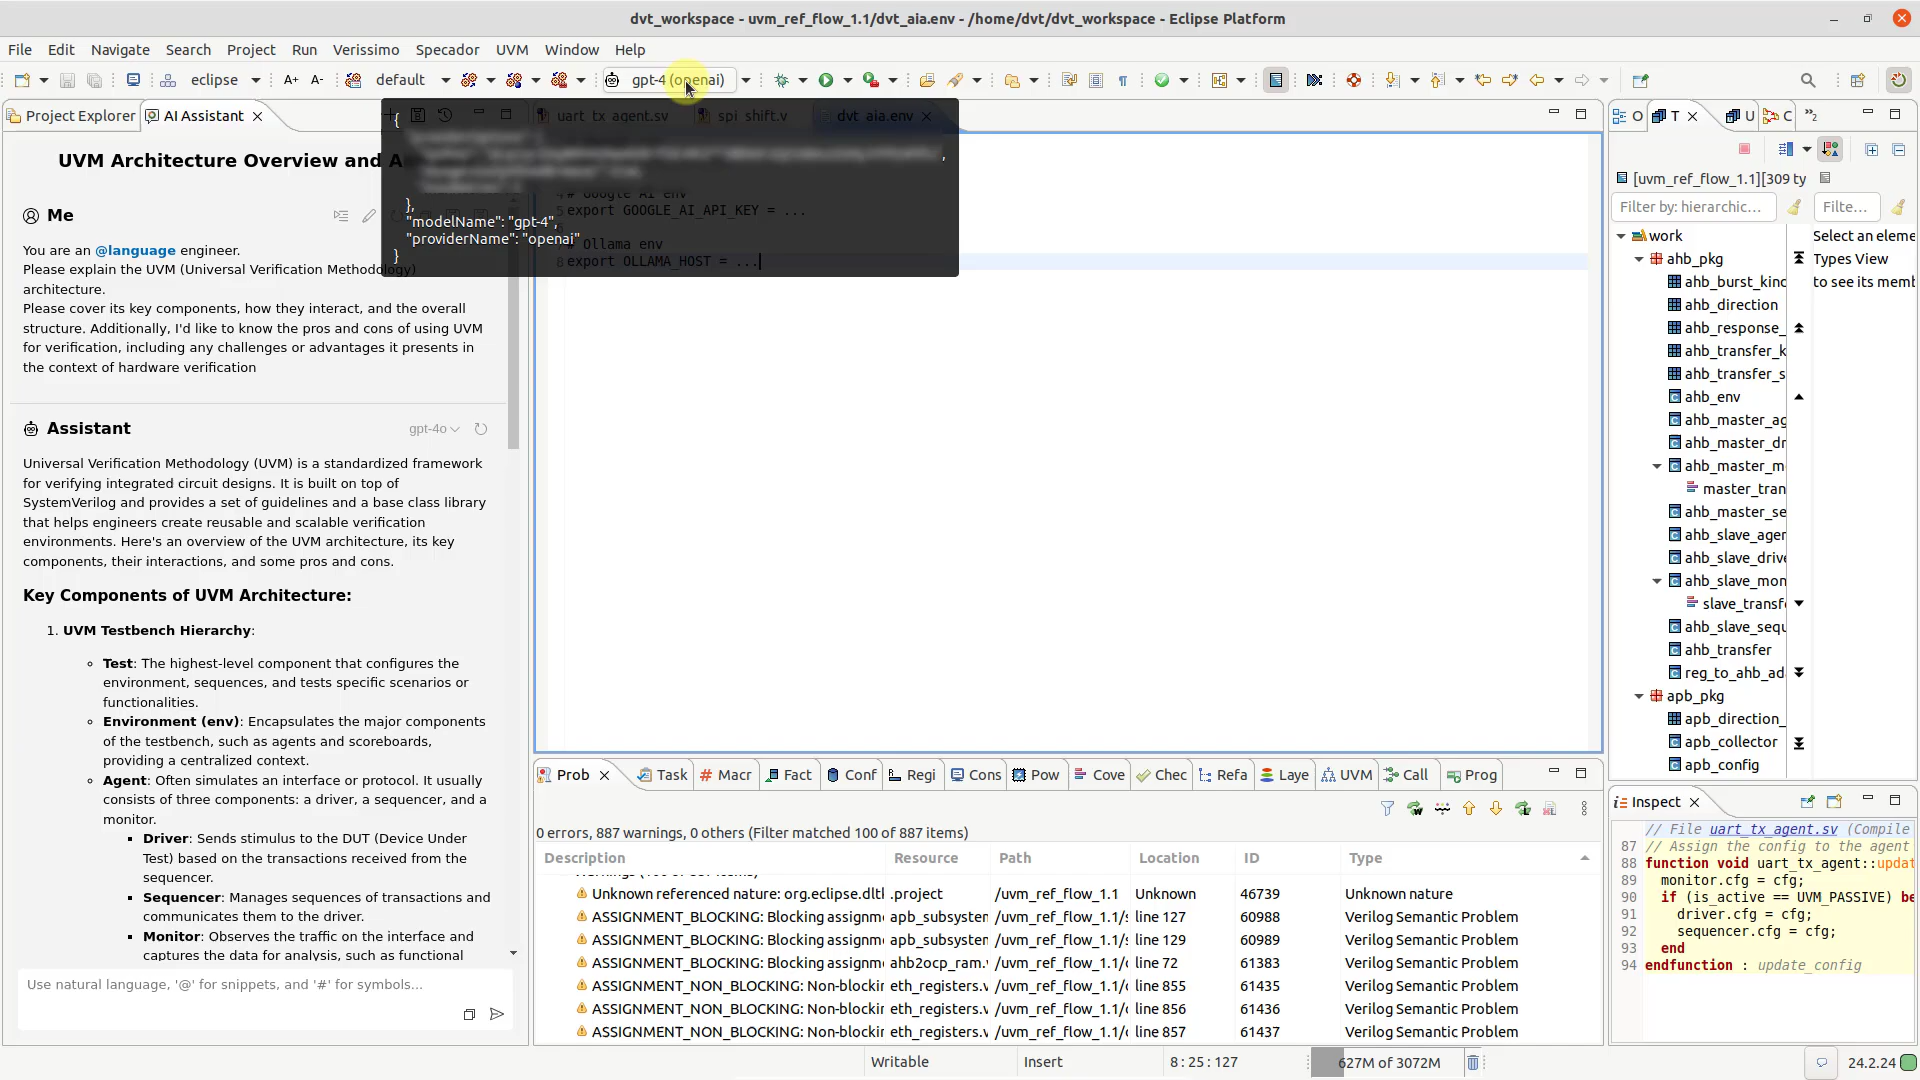 dvt_workspace - uvm_ref_flow_1.1/dvt_aia.env - /home/dvt/dvt_workspace - Eclipse Platform
File Edit Navigate Search Project Run Verissimo Specador UVM Window Help
eclipse A+ A- default gpt-4 (openai)
Project Explorer AI Assistant
uart_tx_agent.sv spi_shift.v dvt_aia.env
UVM Architecture Overview and A
Me
You are an @language engineer.
Please explain the UVM (Universal Verification Methodology)
architecture.
Please cover its key components, how they interact, and the overall
structure. Additionally, I'd like to know the pros and cons of using UVM
for verification, including any challenges or advantages it presents in
the context of hardware verification
Assistant gpt-4o
Universal Verification Methodology (UVM) is a standardized framework
for verifying integrated circuit designs. It is built on top of
SystemVerilog and provides a set of guidelines and a base class library
that helps engineers create reusable and scalable verification
environments. Here's an overview of the UVM architecture, its key
components, their interactions, and some pros and cons.
Key Components of UVM Architecture:
1. UVM Testbench Hierarchy:
Test: The highest-level component that configures the
environment, sequences, and tests specific scenarios or
functionalities.
Environment (env): Encapsulates the major components
of the testbench, such as agents and scoreboards,
providing a centralized context.
Agent: Often simulates an interface or protocol. It usually
consists of three components: a driver, a sequencer, and a
monitor.
Driver: Sends stimulus to the DUT (Device Under
Test) based on the transactions received from the
sequencer.
Sequencer: Manages sequences of transactions and
communicates them to the driver.
Monitor: Observes the traffic on the interface and
captures the data for analysis, such as functional
Use natural language, '@' for snippets, and '#' for symbols...
{
},
"modelName": "gpt-4",
"providerName": "openai"
}
# Google AI env
5 export GOOGLE_AI_API_KEY = ...
# Ollama env
8 export OLLAMA_HOST = ...
Prob Task Macr Fact Conf Regi Cons Pow Cove Chec Refa Laye UVM Call Prog
0 errors, 887 warnings, 0 others (Filter matched 100 of 887 items)
Description Resource Path Location ID Type
Unknown referenced nature: org.eclipse.dltk .project /uvm_ref_flow_1.1 Unknown 46739 Unknown nature
ASSIGNMENT_BLOCKING: Blocking assignme apb_subsystem /uvm_ref_flow_1.1/s line 127 60988 Verilog Semantic Problem
ASSIGNMENT_BLOCKING: Blocking assignme apb_subsystem /uvm_ref_flow_1.1/s line 129 60989 Verilog Semantic Problem
ASSIGNMENT_BLOCKING: Blocking assignme ahb2ocp_ram.v /uvm_ref_flow_1.1/d line 72 61383 Verilog Semantic Problem
ASSIGNMENT_NON_BLOCKING: Non-blockin eth_registers.v /uvm_ref_flow_1.1/d line 855 61435 Verilog Semantic Problem
ASSIGNMENT_NON_BLOCKING: Non-blockin eth_registers.v /uvm_ref_flow_1.1/d line 856 61436 Verilog Semantic Problem
ASSIGNMENT_NON_BLOCKING: Non-blockin eth_registers.v /uvm_ref_flow_1.1/d line 857 61437 Verilog Semantic Problem
O T U C
[uvm_ref_flow_1.1][309 ty
Filter by: hierarchic... Filte...
work
ahb_pkg
ahb_burst_kind
ahb_direction
ahb_response_
ahb_transfer_k
ahb_transfer_s
ahb_env
ahb_master_ag
ahb_master_dr
ahb_master_m
master_tran
ahb_master_se
ahb_slave_agen
ahb_slave_drive
ahb_slave_mon
slave_transfe
ahb_slave_sequ
ahb_transfer
reg_to_ahb_ada
apb_pkg
apb_direction_
apb_collector
apb_config
Select an eleme
Types View
to see its memb
Inspect
// File uart_tx_agent.sv (Compile
87 // Assign the config to the agent
88 function void uart_tx_agent::updat
89 monitor.cfg = cfg;
90 if (is_active == UVM_PASSIVE) be
91 driver.cfg = cfg;
92 sequencer.cfg = cfg;
93 end
94 endfunction : update_config
Writable Insert 8 : 25 : 127 627M of 3072M 24.2.24